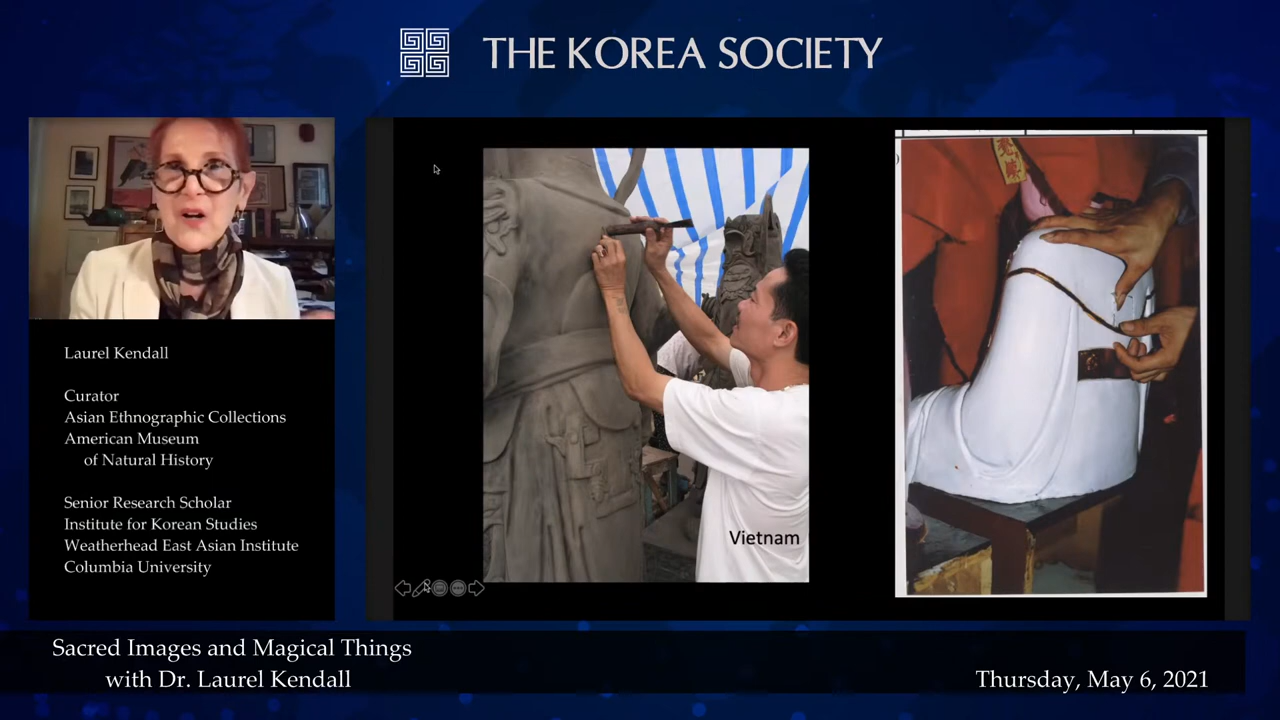 THE KOREA SOCIETY
Laurel Kendall
Curator
Asian Ethnographic Collections
American Museum
of Natural History
Senior Research Scholar
Institute for Korean Studies
Weatherhead East Asian Institute
Columbia University
Vietnam
Sacred Images and Magical Things
with Dr. Laurel Kendall
Thursday, May 6, 2021